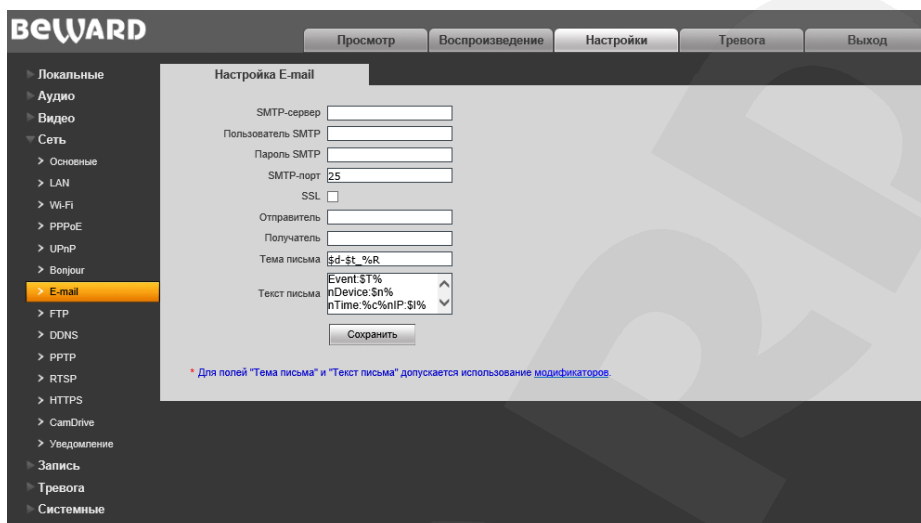 BEWARD
Просмотр
Воспроизведение
Настройки
Тревога
Выход
Локальные
Аудио
Видео
Сеть
Основные
LAN
Wi-Fi
PPPoE
UPnP
Bonjour
E-mail
FTP
DDNS
PPTP
RTSP
HTTPS
CamDrive
Уведомление
Запись
Тревога
Системные
Настройка E-mail
SMTP-сервер
Пользователь SMTP
Пароль SMTP
SMTP-порт 25
SSL
Отправитель
Получатель
Тема письма $d-$t_%R
Текст письма
Event:$T%
nDevice:$n%
nTime:%c%nIP:$I%
Сохранить
* Для полей "Тема письма" и "Текст письма" допускается использование модификаторов.